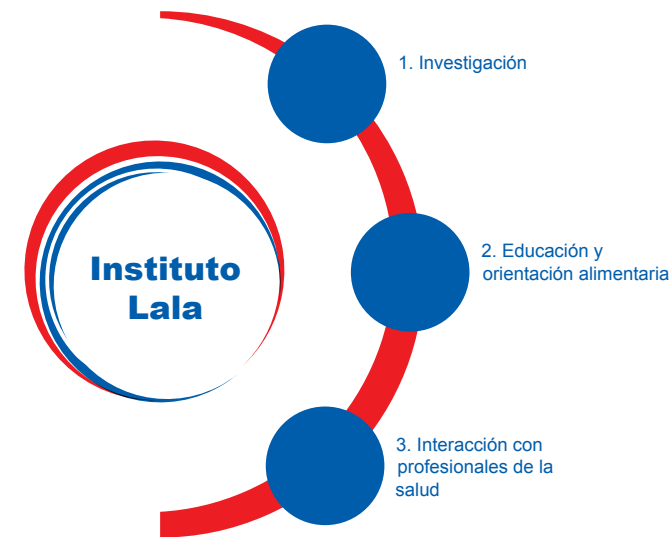 1. Investigación
Instituto
Lala
2. Educación y
orientación alimentaria
3. Interacción con
profesionales de la
salud